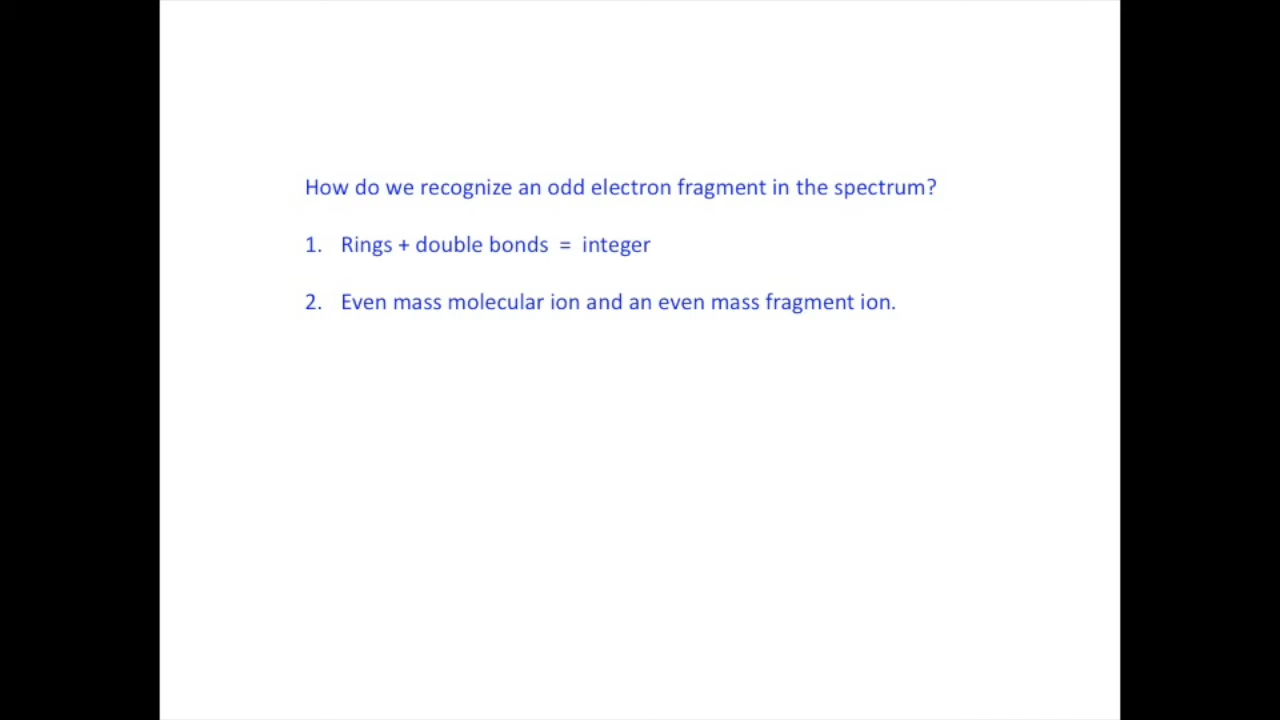 How do we recognize an odd electron fragment in the spectrum?
1. Rings + double bonds = integer
2. Even mass molecular ion and an even mass fragment ion.